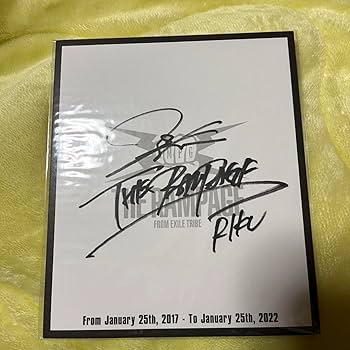 THE RAMPAGE
THE RAMPAGE
FROM EXILE TRIBE
RIKU
From January 25th, 2017 - To January 25th, 2022